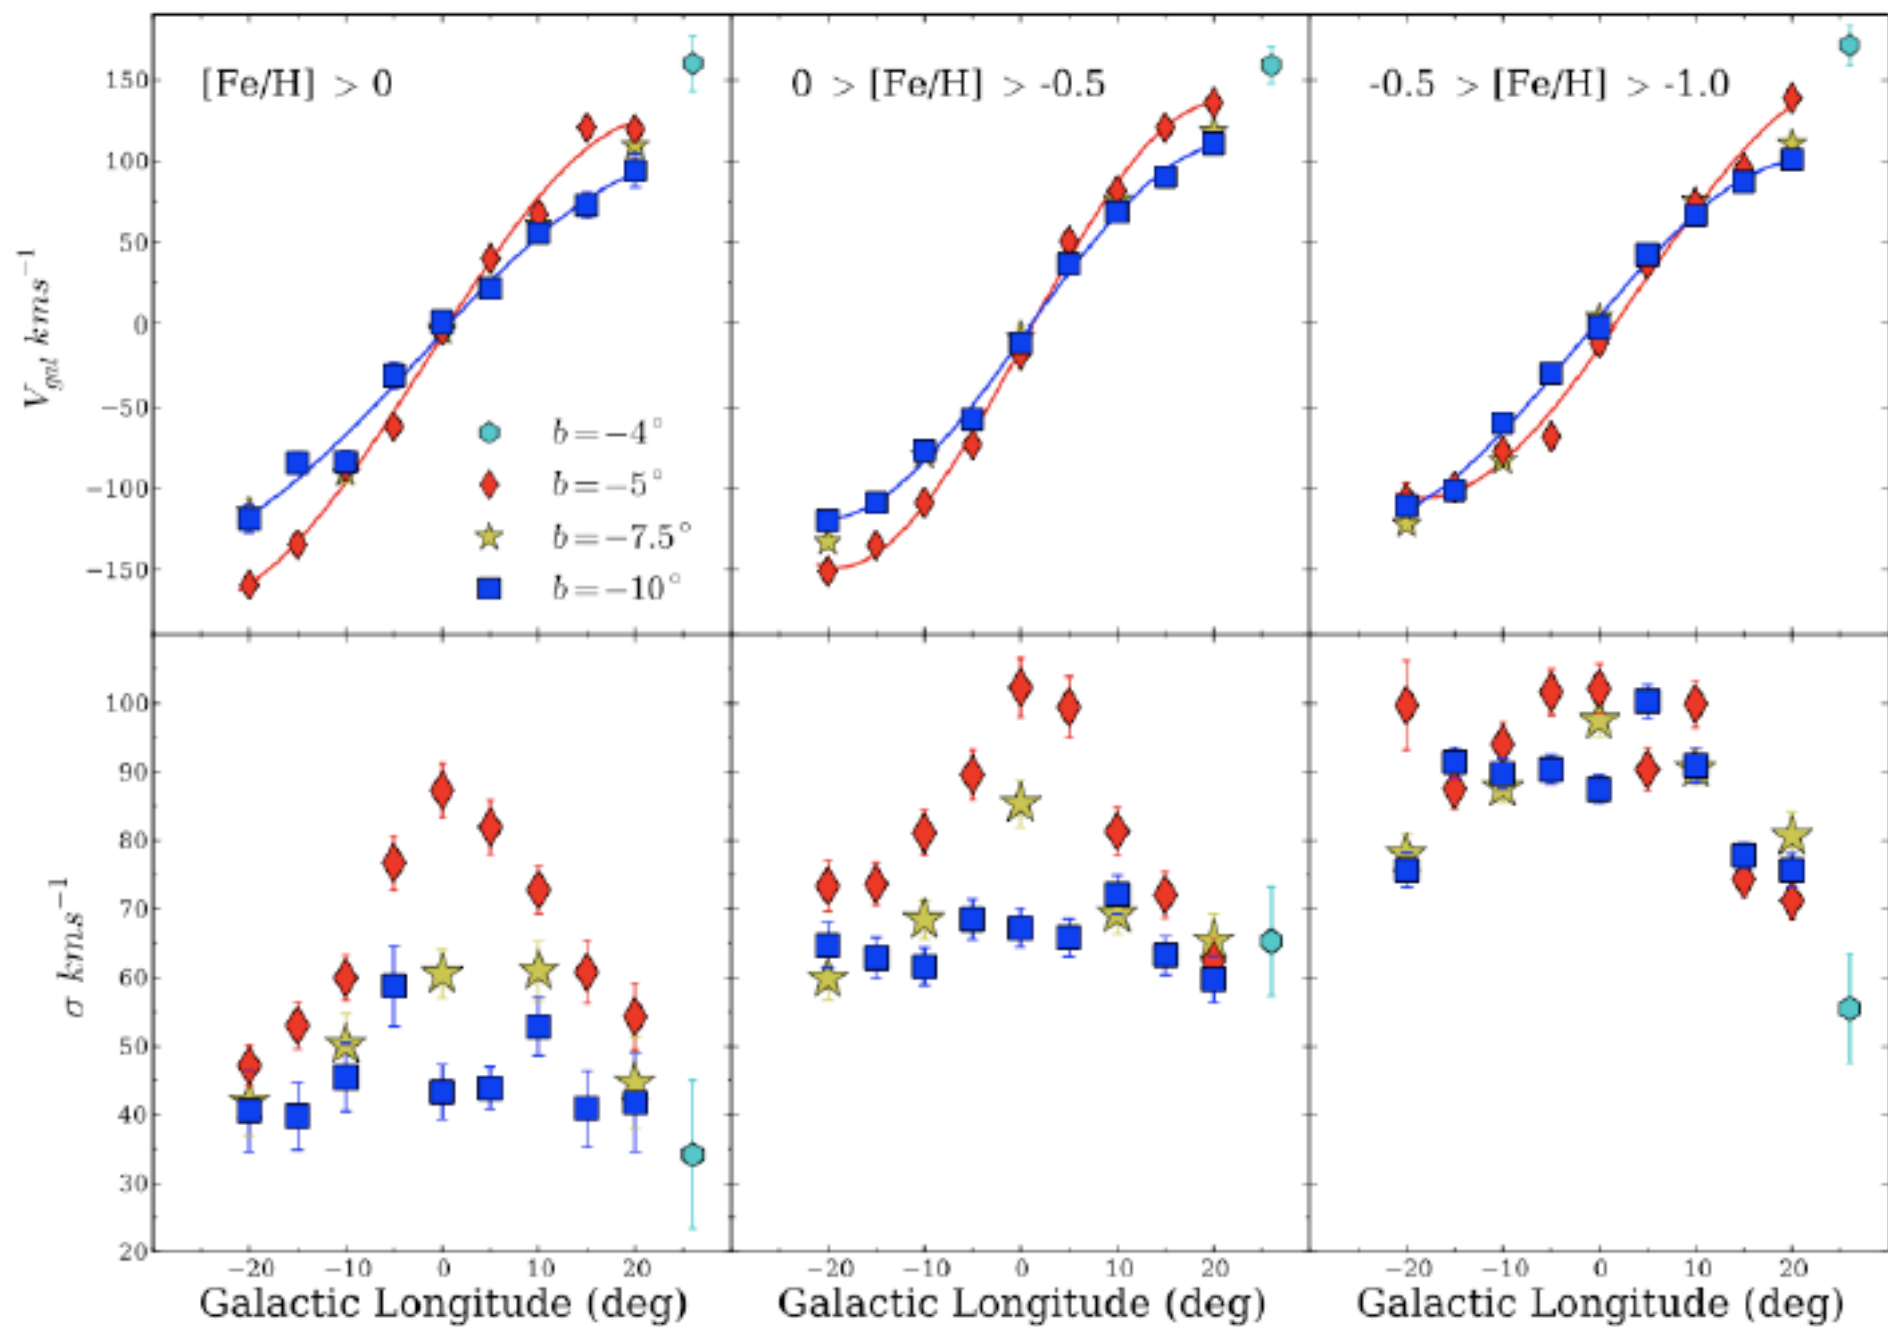 [Fe/H] > 0
0 > [Fe/H] > -0.5
-0.5 > [Fe/H] > -1.0
150
100
50
0
−50
−100
−150
V_gal kms^−1
b=−4°
b=−5°
b=−7.5°
b=−10°
100
90
80
70
60
50
40
30
20
σ kms^−1
−20 −10 0 10 20
−20 −10 0 10 20
−20 −10 0 10 20
Galactic Longitude (deg)
Galactic Longitude (deg)
Galactic Longitude (deg)